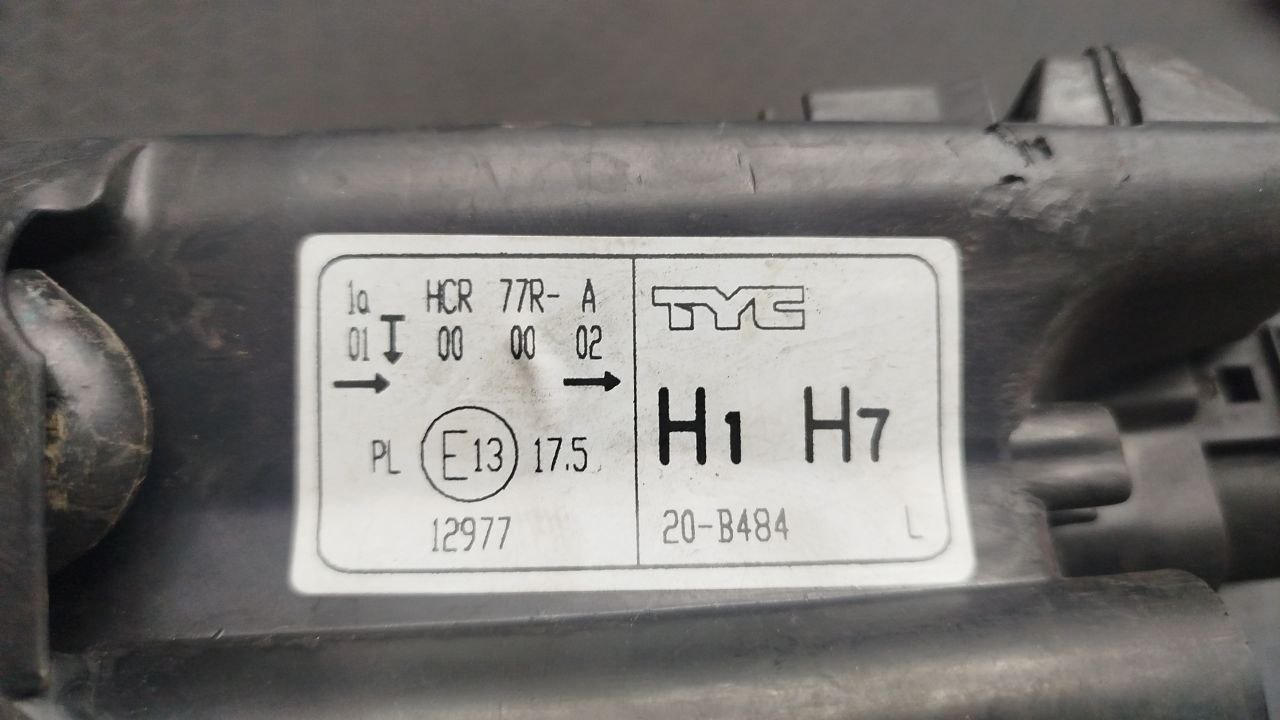 1a HCR 77R- A
01 00 00 02
PL E13 17.5
12977
TYC
H1 H7
20-B484 L